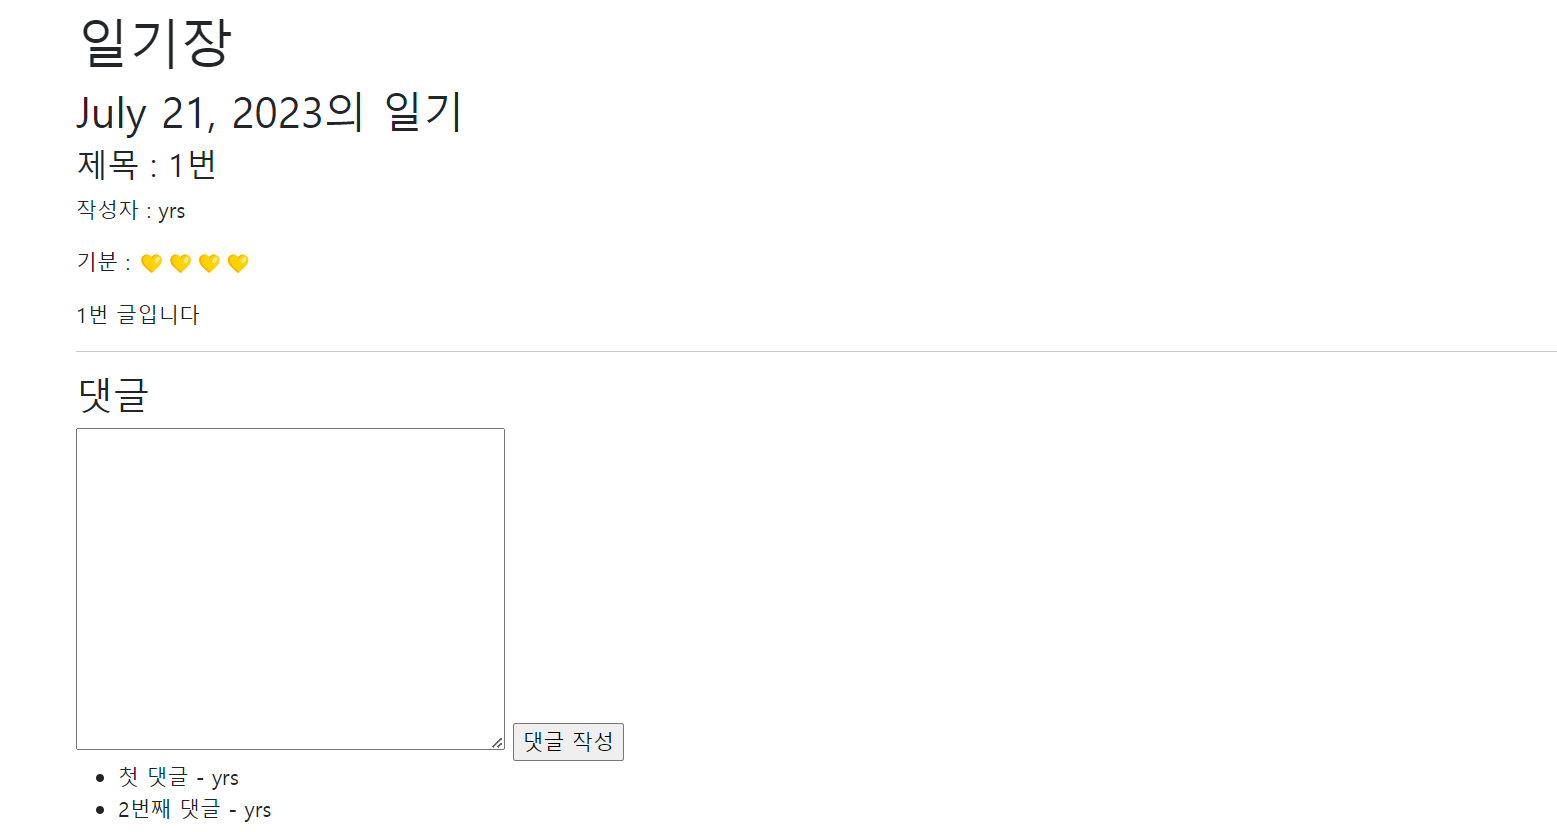 일기장
July 21, 2023의 일기
제목 : 1번
작성자 : yrs
기분 : 💛 💛 💛 💛
1번 글입니다
댓글
댓글 작성
첫 댓글 - yrs
2번째 댓글 - yrs